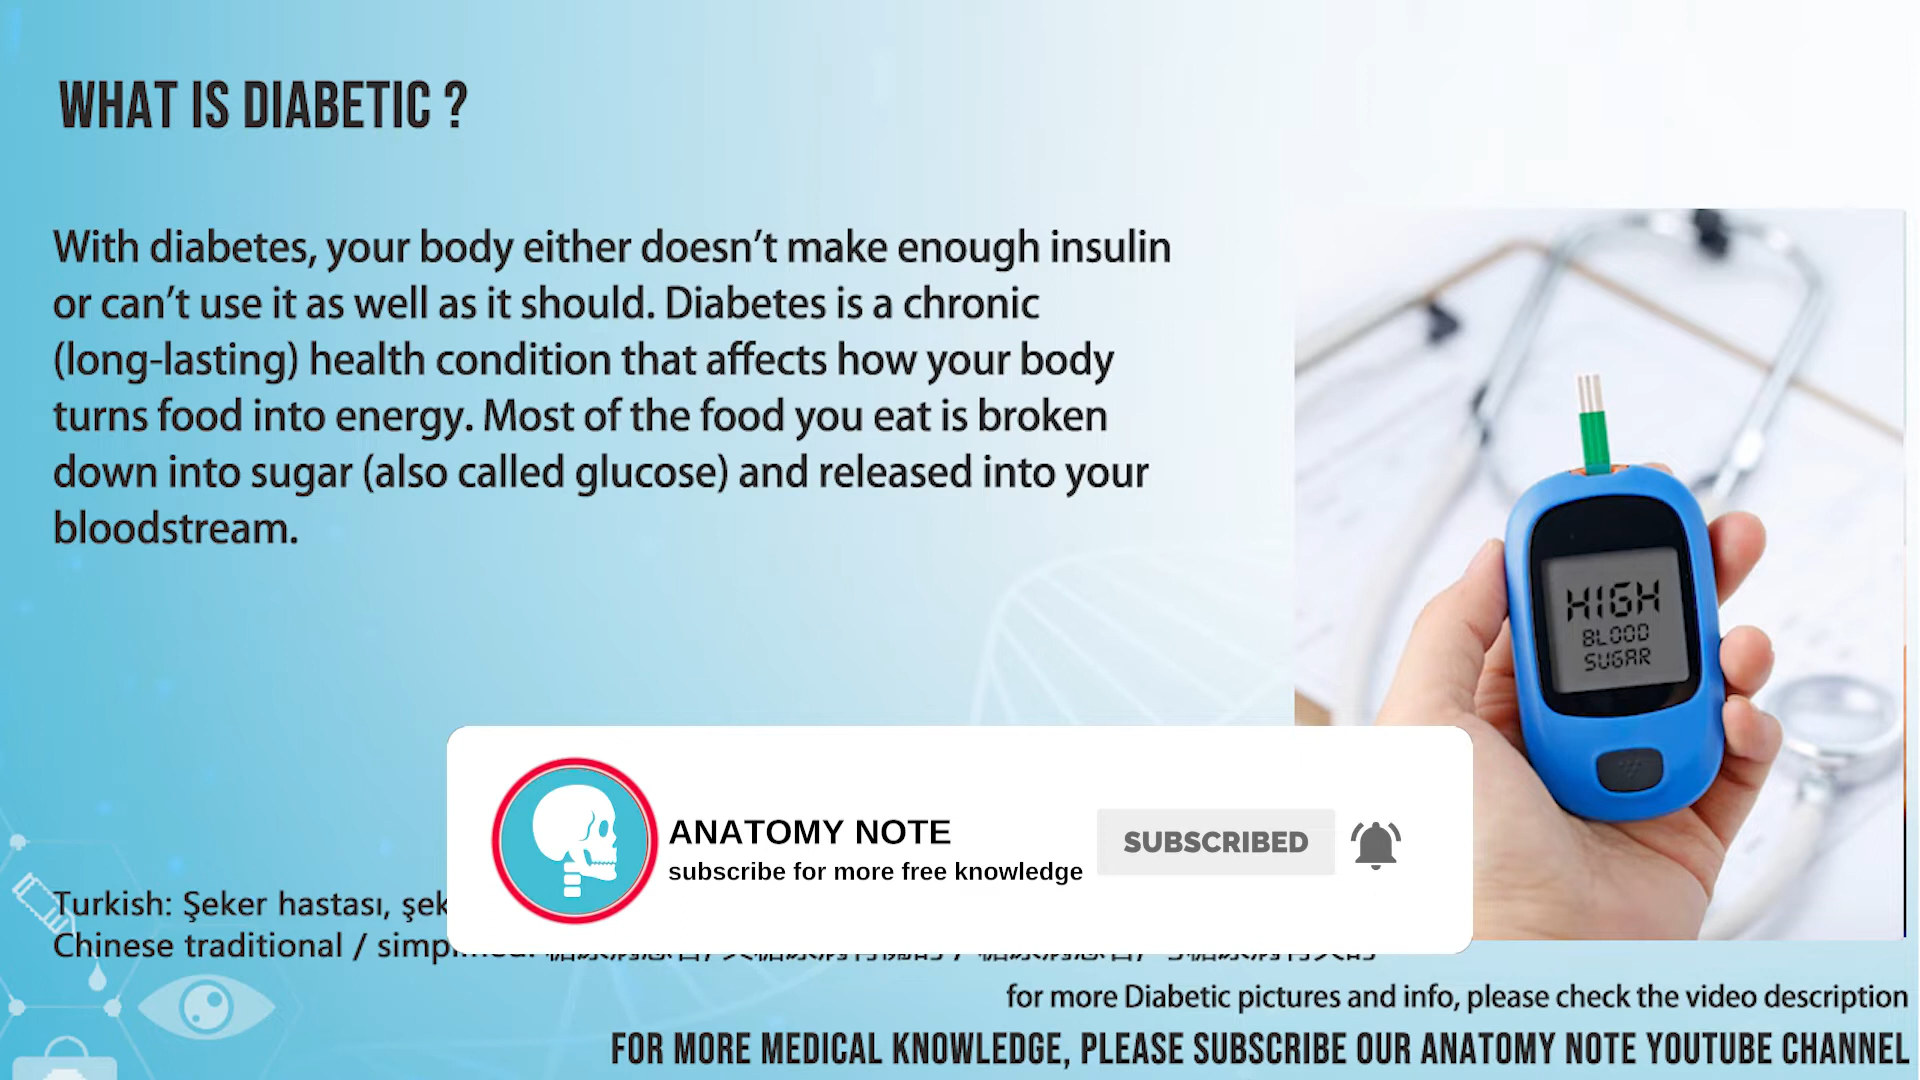 WHAT IS DIABETIC ?
With diabetes, your body either doesn’t make enough insulin
or can’t use it as well as it should. Diabetes is a chronic
(long-lasting) health condition that affects how your body
turns food into energy. Most of the food you eat is broken
down into sugar (also called glucose) and released into your
bloodstream.
HIGH
BLOOD
SUGAR
ANATOMY NOTE
subscribe for more free knowledge
SUBSCRIBED
Turkish: Şeker hastası,
Chinese traditional /
for more Diabetic pictures and info, please check the video description
FOR MORE MEDICAL KNOWLEDGE, PLEASE SUBSCRIBE OUR ANATOMY NOTE YOUTUBE CHANNEL